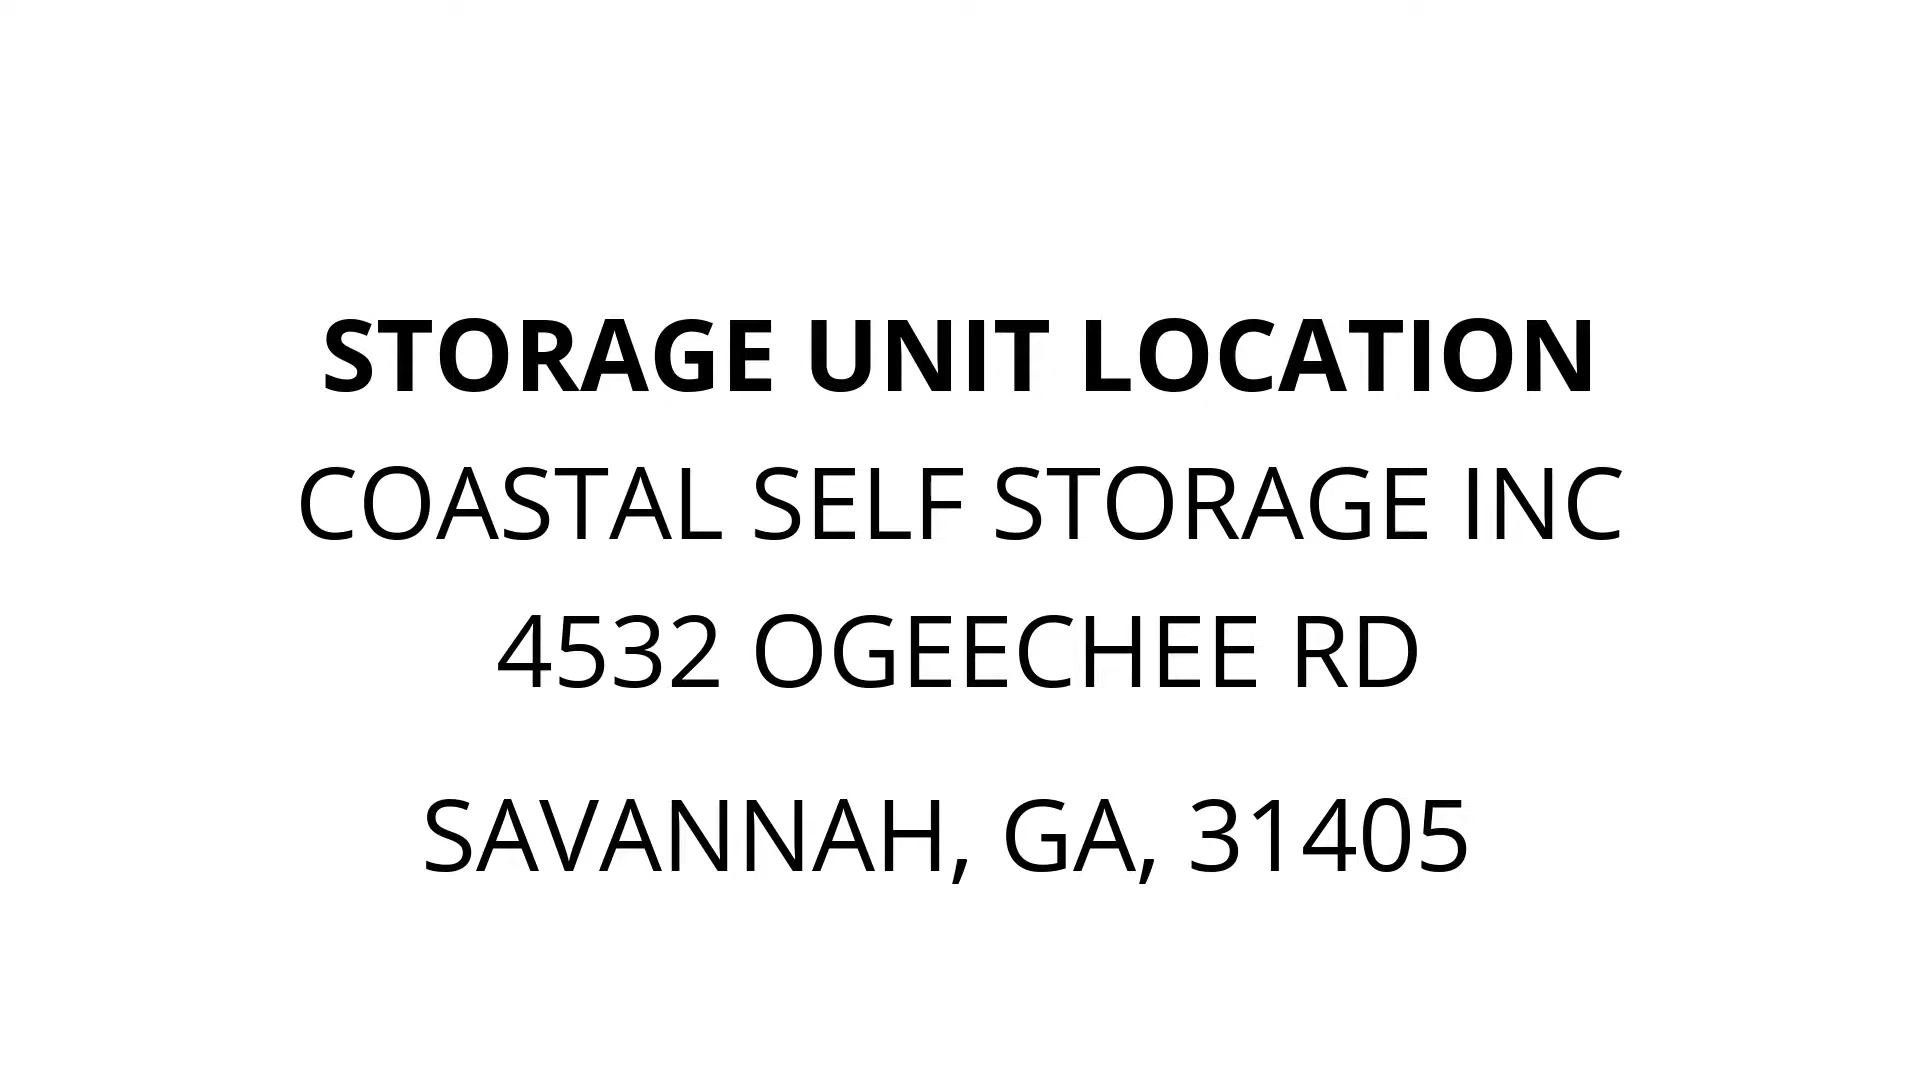 STORAGE UNIT LOCATION
COASTAL SELF STORAGE INC
4532 OGEECHEE RD
SAVANNAH, GA, 31405